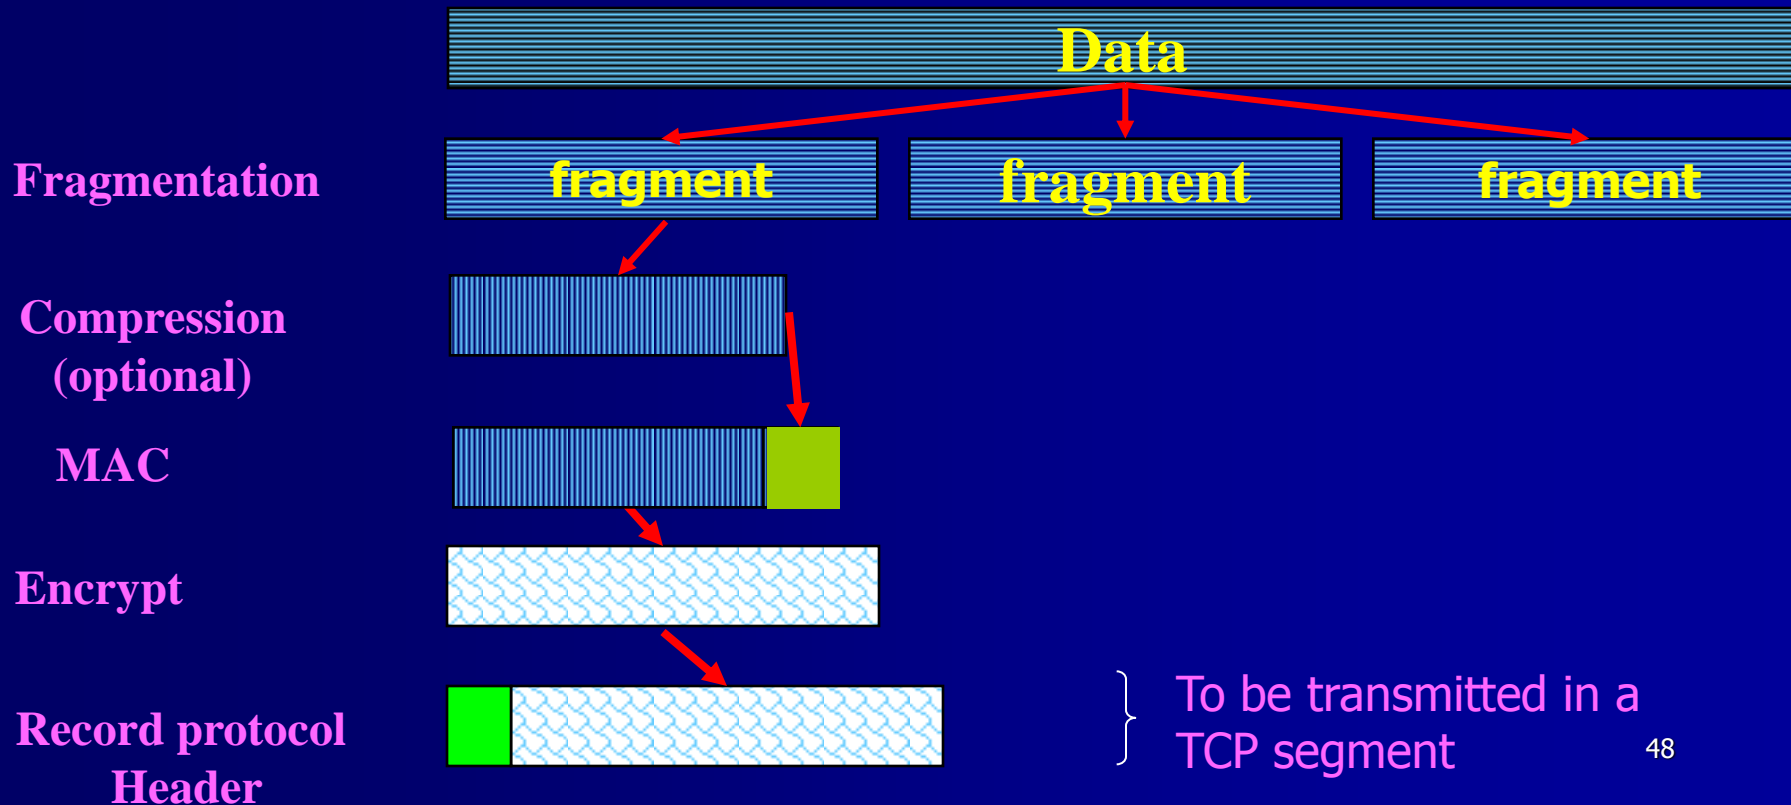 Data
Fragmentation
fragment
fragment
fragment
Compression
(optional)
MAC
Encrypt
Record protocol
Header
To be transmitted in a
TCP segment
48